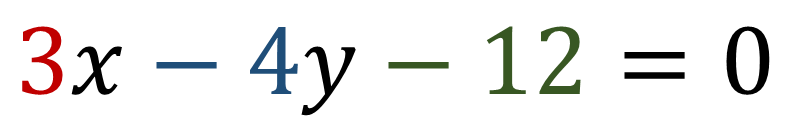 3x − 4y − 12 = 0